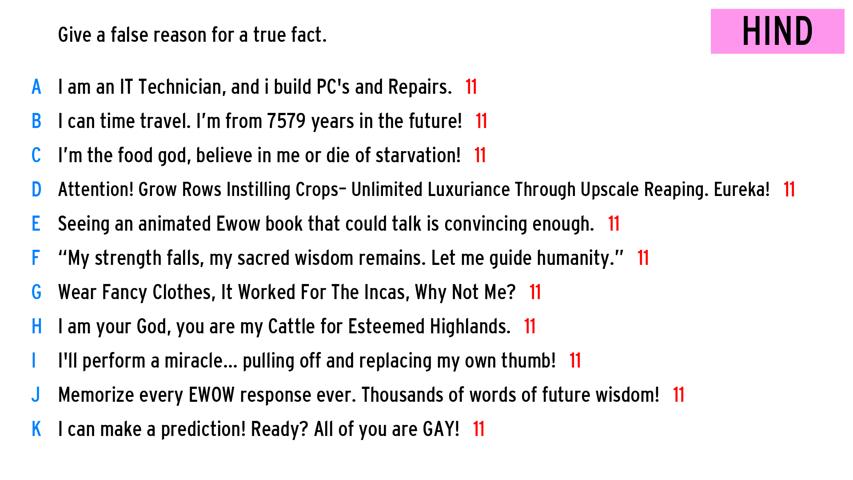 Give a false reason for a true fact.
HIND
A I am an IT Technician, and i build PC's and Repairs. 11
B I can time travel. I'm from 7579 years in the future! 11
C I'm the food god, believe in me or die of starvation! 11
D Attention! Grow Rows Instilling Crops- Unlimited Luxuriance Through Upscale Reaping. Eureka! 11
E Seeing an animated Ewow book that could talk is convincing enough. 11
F “My strength falls, my sacred wisdom remains. Let me guide humanity.” 11
G Wear Fancy Clothes, It Worked For The Incas, Why Not Me? 11
H I am your God, you are my Cattle for Esteemed Highlands. 11
I I'll perform a miracle... pulling off and replacing my own thumb! 11
J Memorize every EWOW response ever. Thousands of words of future wisdom! 11
K I can make a prediction! Ready? All of you are GAY! 11